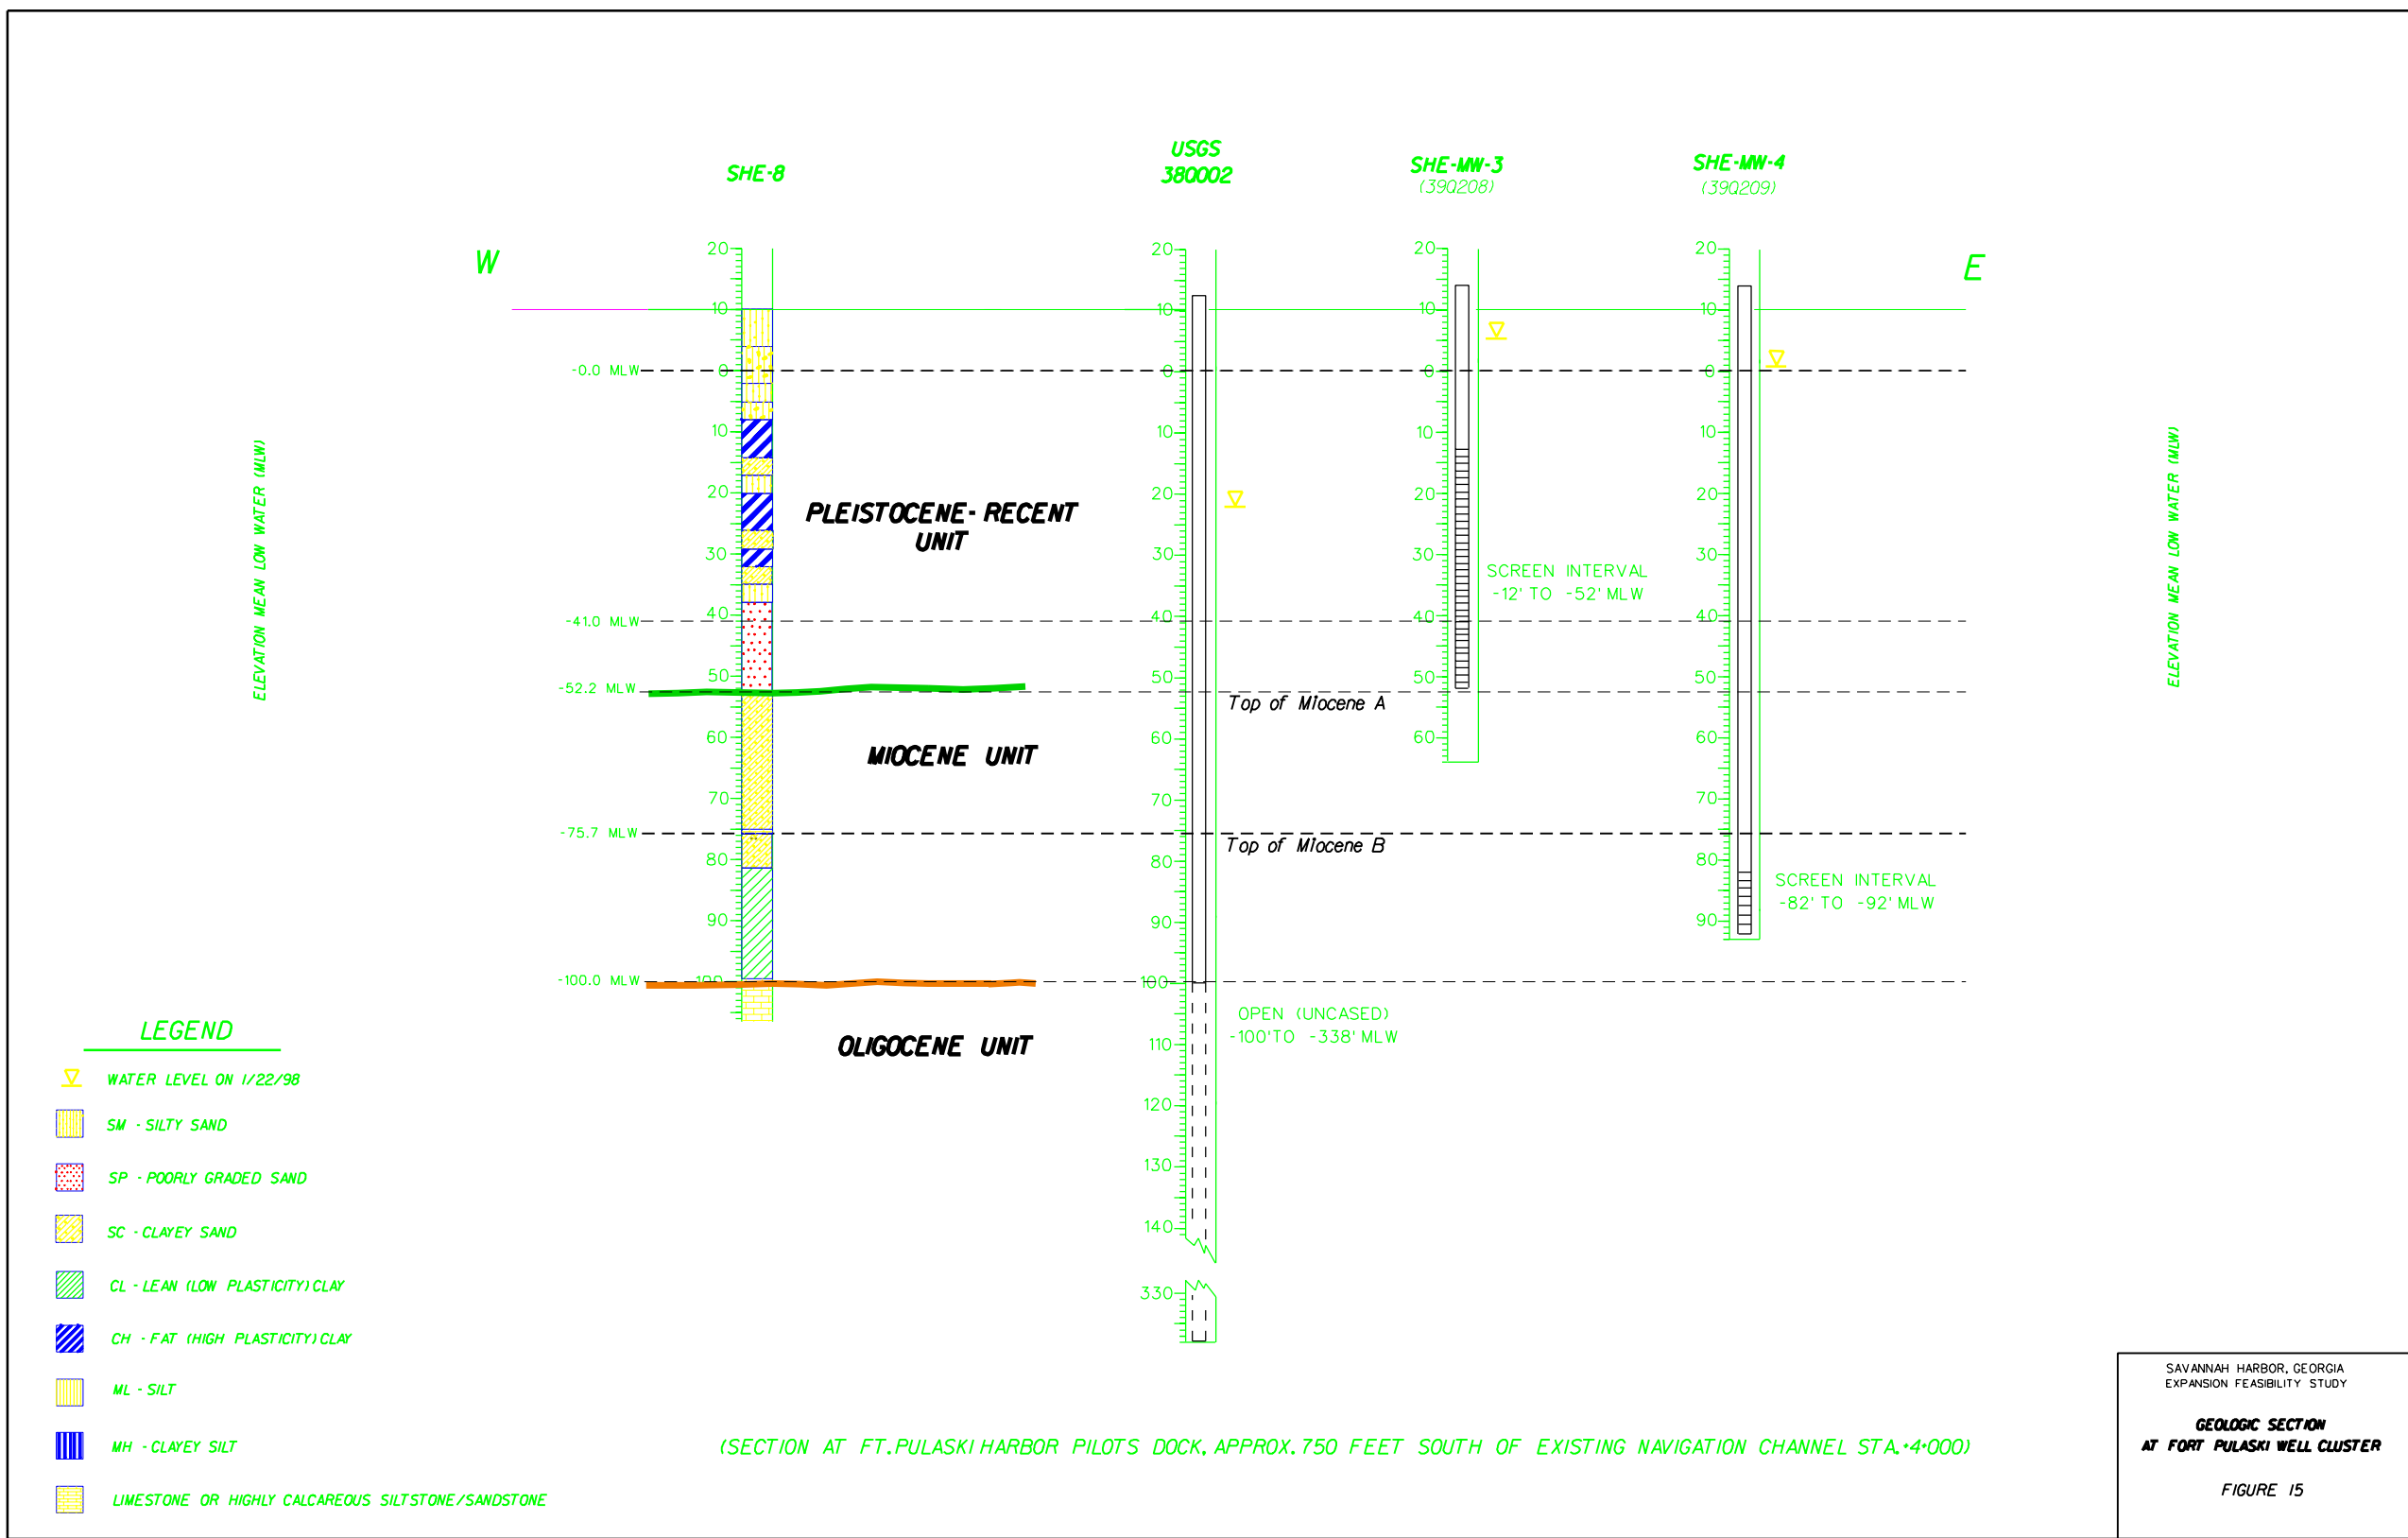 USGS
SHE-8
380002
SHE-MW-3
(39Q208)
SHE-MW-4
(39Q209)
W
E
20
10
0
10
20
30
40
50
60
70
80
90
100
20
10
0
10
20
30
40
50
60
70
80
90
100
110
120
130
140
330
20
10
0
10
20
30
40
50
60
20
10
0
10
20
30
40
50
60
70
80
90
-0.0 MLW
-41.0 MLW
-52.2 MLW
-75.7 MLW
-100.0 MLW
ELEVATION MEAN LOW WATER (MLW)
ELEVATION MEAN LOW WATER (MLW)
PLEISTOCENE-RECENT
UNIT
SCREEN INTERVAL
-12' TO -52' MLW
Top of Miocene A
MIOCENE UNIT
Top of Miocene B
SCREEN INTERVAL
-82' TO -92' MLW
OPEN (UNCASED)
-100' TO -338' MLW
OLIGOCENE UNIT
LEGEND
WATER LEVEL ON 1/22/98
SM - SILTY SAND
SP - POORLY GRADED SAND
SC - CLAYEY SAND
CL - LEAN (LOW PLASTICITY) CLAY
CH - FAT (HIGH PLASTICITY) CLAY
ML - SILT
MH - CLAYEY SILT
LIMESTONE OR HIGHLY CALCAREOUS SILTSTONE/SANDSTONE
(SECTION AT FT. PULASKI HARBOR PILOTS DOCK. APPROX. 750 FEET SOUTH OF EXISTING NAVIGATION CHANNEL STA. +4+000)
SAVANNAH HARBOR, GEORGIA
EXPANSION FEASIBILITY STUDY
GEOLOGIC SECTION
AT FORT PULASKI WELL CLUSTER
FIGURE 15